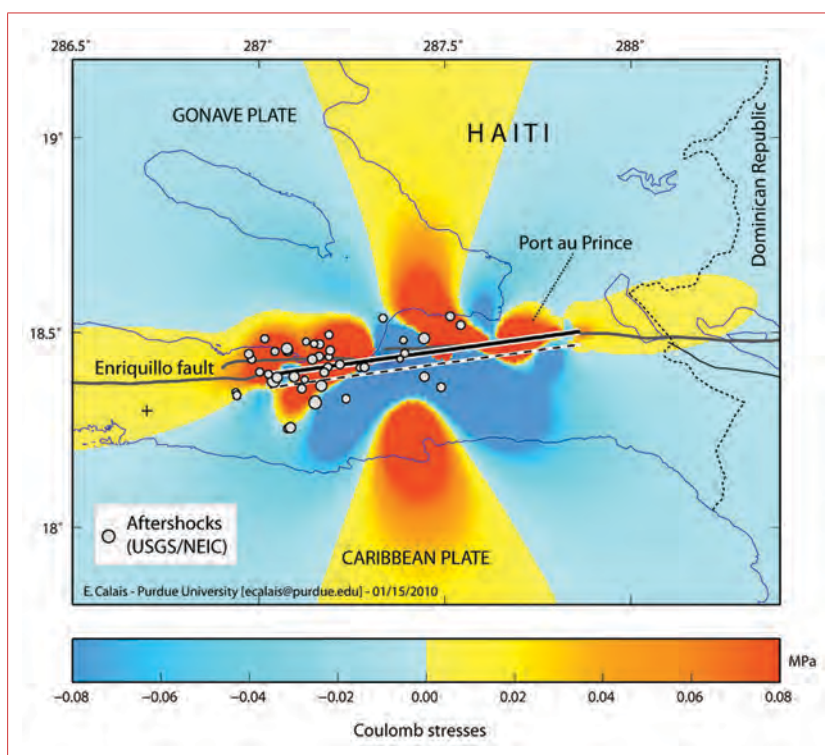 286.5°
287°
287.5°
288°
GONAVE PLATE
HAITI
19°
Dominican Republic
Port au Prince
18.5°
Enriquillo fault
+
Aftershocks
(USGS/NEIC)
18°
CARIBBEAN PLATE
E. Calais - Purdue University [ecalais@purdue.edu] - 01/15/2010
MPa
−0.08 −0.06 −0.04 −0.02 0.00 0.02 0.04 0.06 0.08
Coulomb stresses